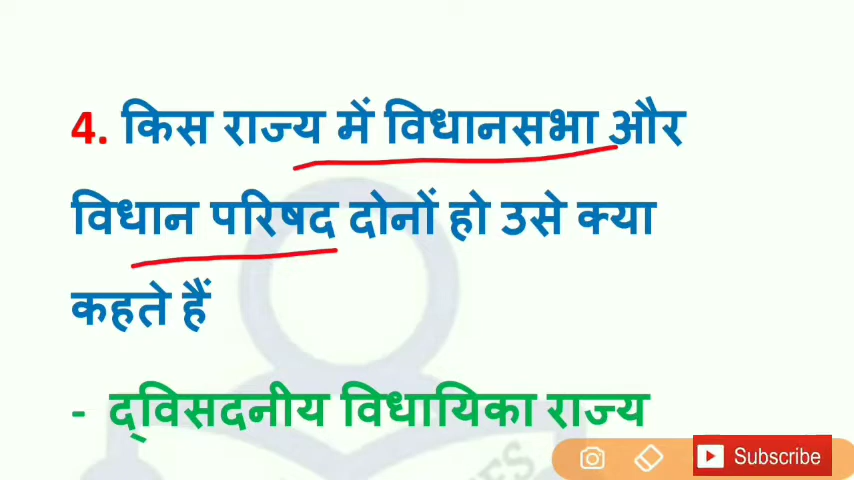 4. किस राज्य में विधानसभा और
विधान परिषद दोनों हो उसे क्या
कहते हैं
- द्विसदनीय विधायिका राज्य
Subscribe